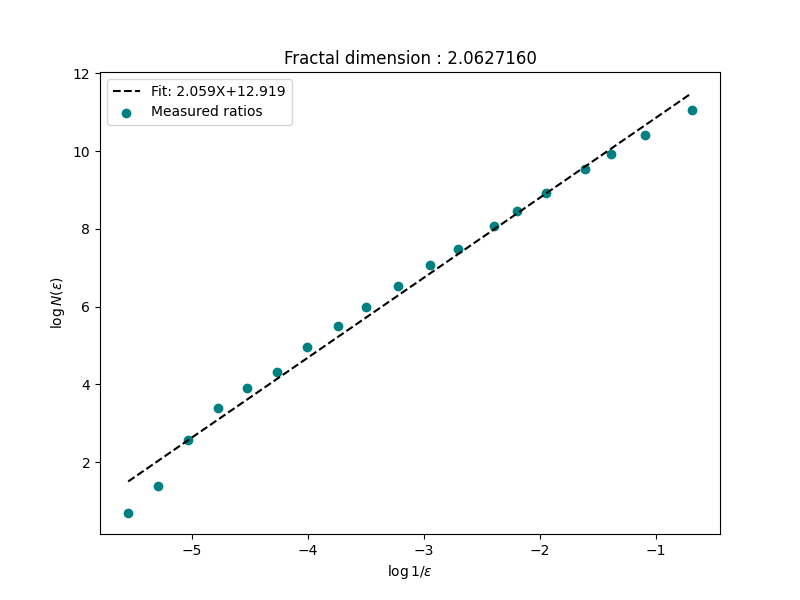 Fractal dimension : 2.0627160
Fit: 2.059X+12.919
Measured ratios
12
10
8
6
4
2
log N(ε)
−5
−4
−3
−2
−1
log 1/ε